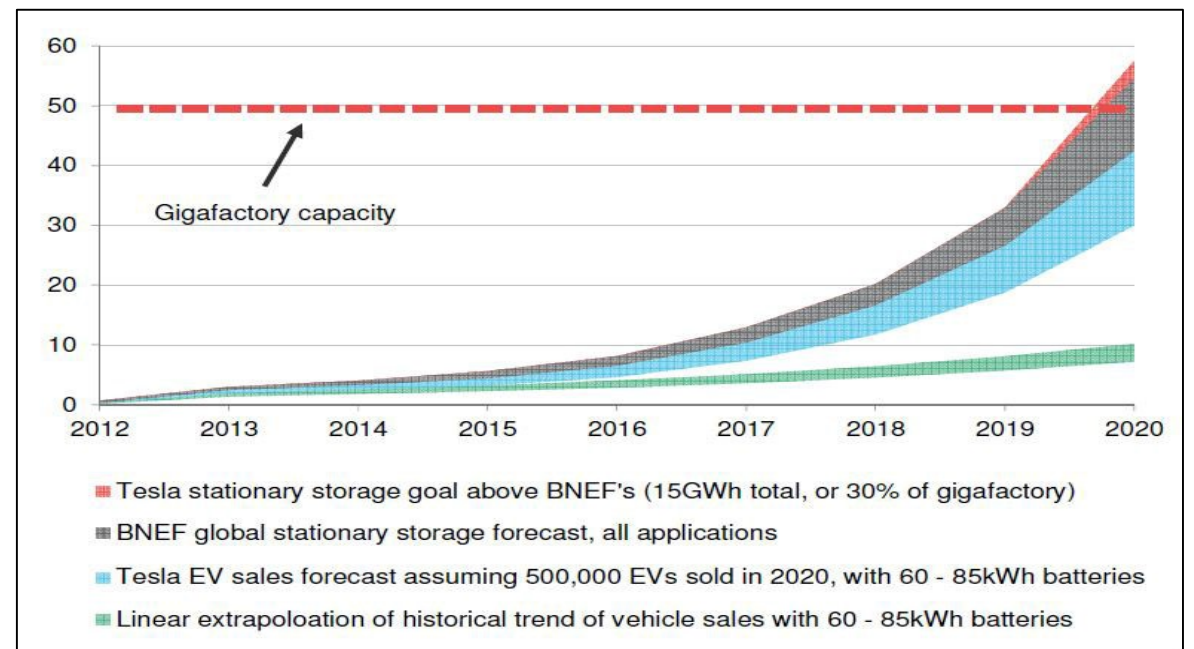 60
50
40
30
20
10
0
Gigafactory capacity
2012 2013 2014 2015 2016 2017 2018 2019 2020
Tesla stationary storage goal above BNEF's (15GWh total, or 30% of gigafactory)
BNEF global stationary storage forecast, all applications
Tesla EV sales forecast assuming 500,000 EVs sold in 2020, with 60 - 85kWh batteries
Linear extrapoloation of historical trend of vehicle sales with 60 - 85kWh batteries